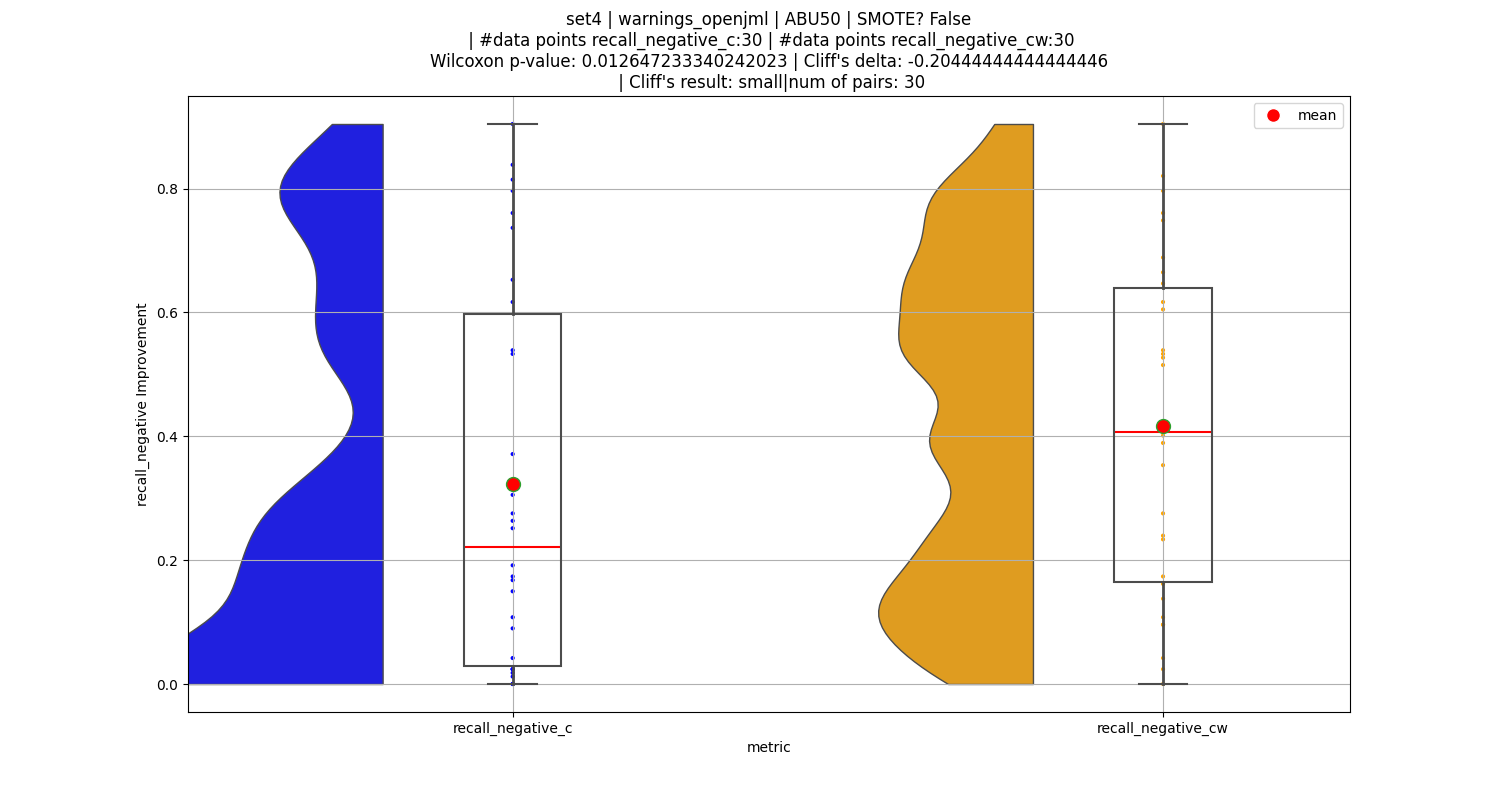 set4 | warnings_openjml | ABU50 | SMOTE? False
| #data points recall_negative_c:30 | #data points recall_negative_cw:30
Wilcoxon p-value: 0.012647233340242023 | Cliff's delta: -0.20444444444444446
| Cliff's result: small|num of pairs: 30
mean
0.8
0.6
0.4
0.2
0.0
recall_negative Improvement
recall_negative_c
recall_negative_cw
metric